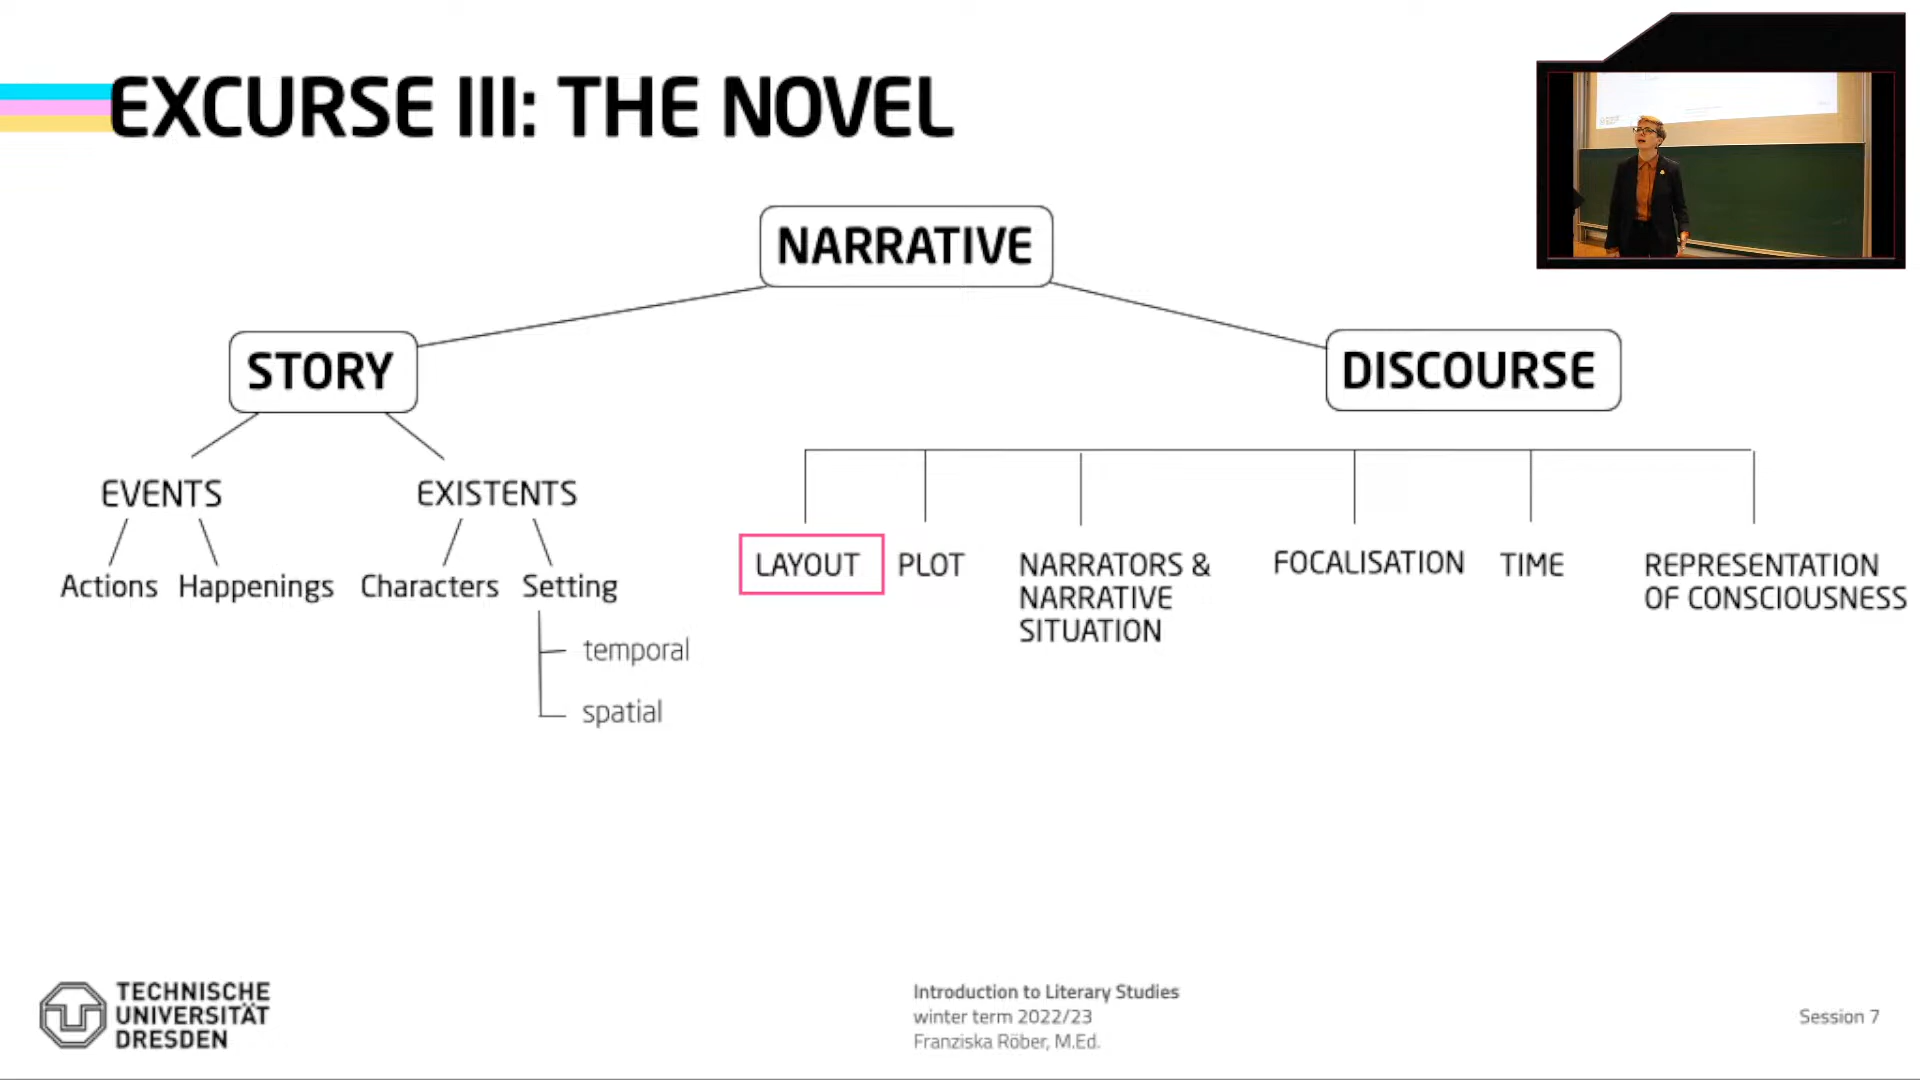 EXCURSE III: THE NOVEL
NARRATIVE
STORY
DISCOURSE
EVENTS
EXISTENTS
Actions
Happenings
Characters
Setting
temporal
spatial
LAYOUT
PLOT
NARRATORS &
NARRATIVE
SITUATION
FOCALISATION
TIME
REPRESENTATION
OF CONSCIOUSNESS
TECHNISCHE
UNIVERSITÄT
DRESDEN
Introduction to Literary Studies
winter term 2022/23
Franziska Röber, M.Ed.
Session 7